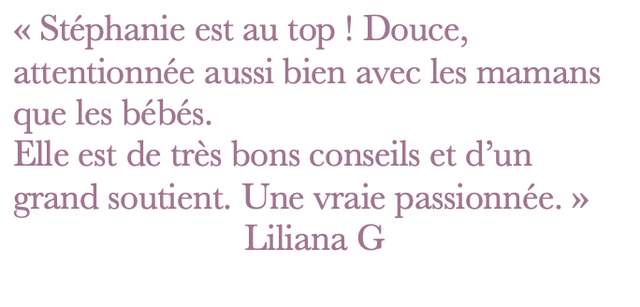 « Stéphanie est au top ! Douce,
attentionnée aussi bien avec les mamans
que les bébés.
Elle est de très bons conseils et d’un
grand soutient. Une vraie passionnée. »
Liliana G